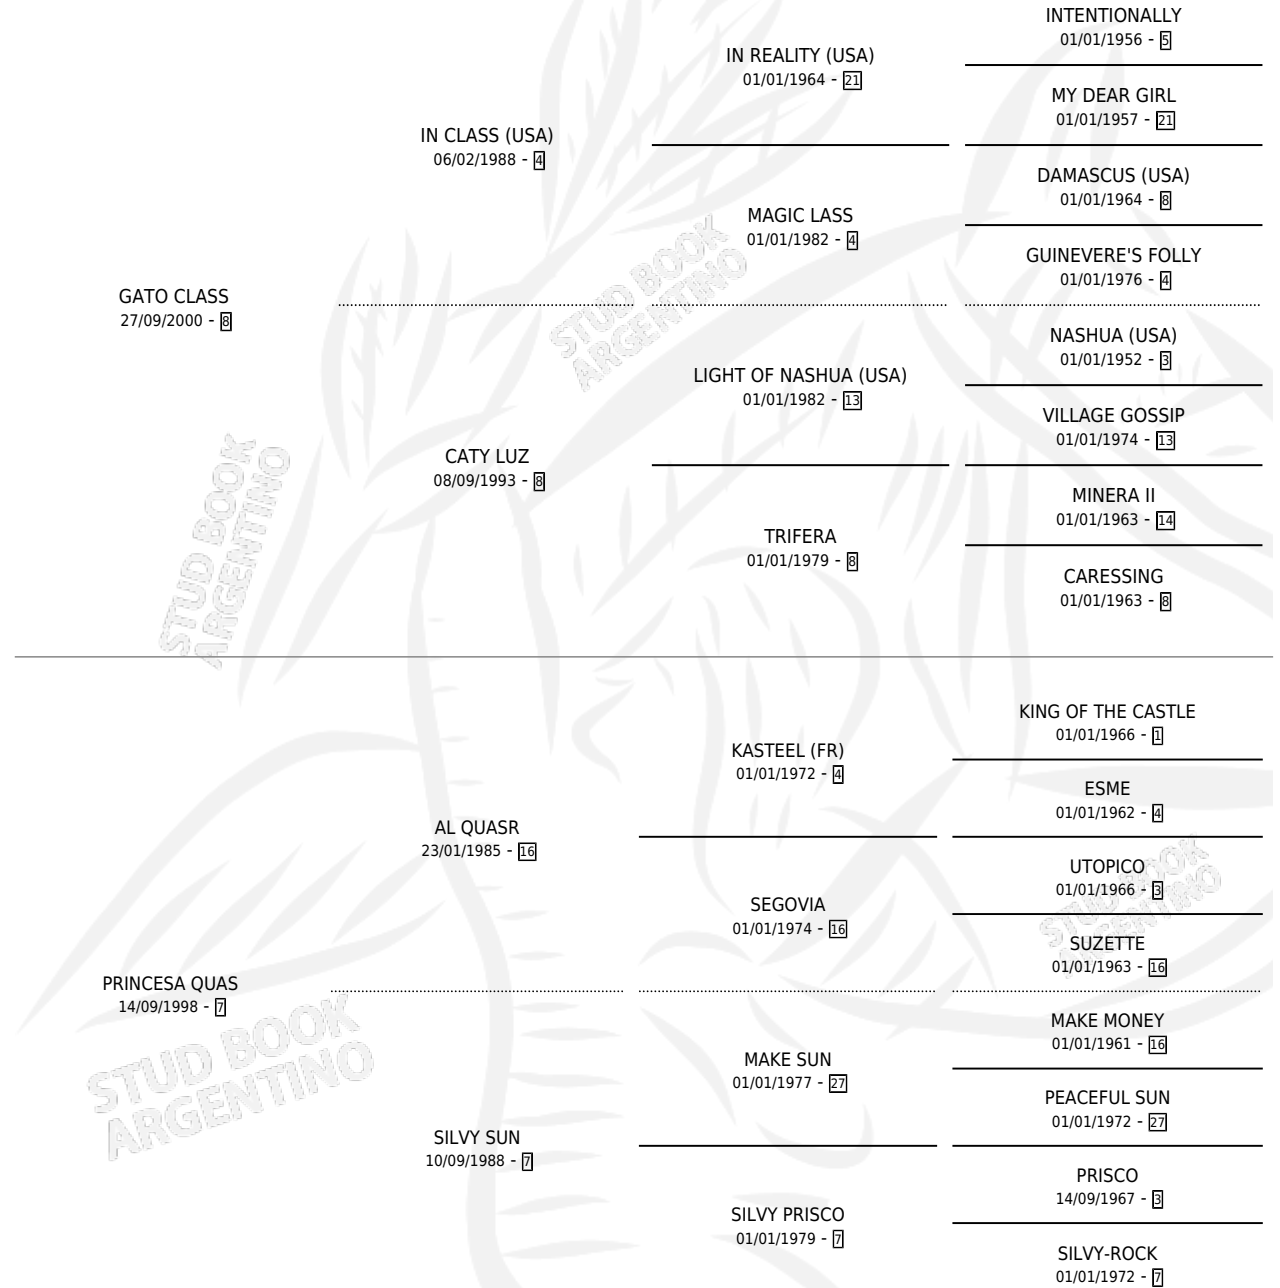 INTENTIONALLY
01/01/1956 - 5
IN REALITY (USA)
01/01/1964 - 21
MY DEAR GIRL
01/01/1957 - 21
IN CLASS (USA)
06/02/1988 - 4
DAMASCUS (USA)
01/01/1964 - 8
MAGIC LASS
01/01/1982 - 4
GUINEVERE'S FOLLY
01/01/1976 - 4
GATO CLASS
27/09/2000 - 8
NASHUA (USA)
01/01/1952 - 3
LIGHT OF NASHUA (USA)
01/01/1982 - 13
VILLAGE GOSSIP
01/01/1974 - 13
CATY LUZ
08/09/1993 - 8
MINERA II
01/01/1963 - 14
TRIFERA
01/01/1979 - 8
CARESSING
01/01/1963 - 8
KING OF THE CASTLE
01/01/1966 - 1
KASTEEL (FR)
01/01/1972 - 4
ESME
01/01/1962 - 4
AL QUASR
23/01/1985 - 16
UTOPICO
01/01/1966 - 3
SEGOVIA
01/01/1974 - 16
SUZETTE
01/01/1963 - 16
PRINCESA QUAS
14/09/1998 - 7
MAKE MONEY
01/01/1961 - 16
MAKE SUN
01/01/1977 - 27
PEACEFUL SUN
01/01/1972 - 27
SILVY SUN
10/09/1988 - 7
PRISCO
14/09/1967 - 3
SILVY PRISCO
01/01/1979 - 7
SILVY-ROCK
01/01/1972 - 7
STUD BOOK
ARGENTINO
STUD BOOK
ARGENTINO
STUD BOOK
ARGENTINO
STUD BOOK
ARGENTINO